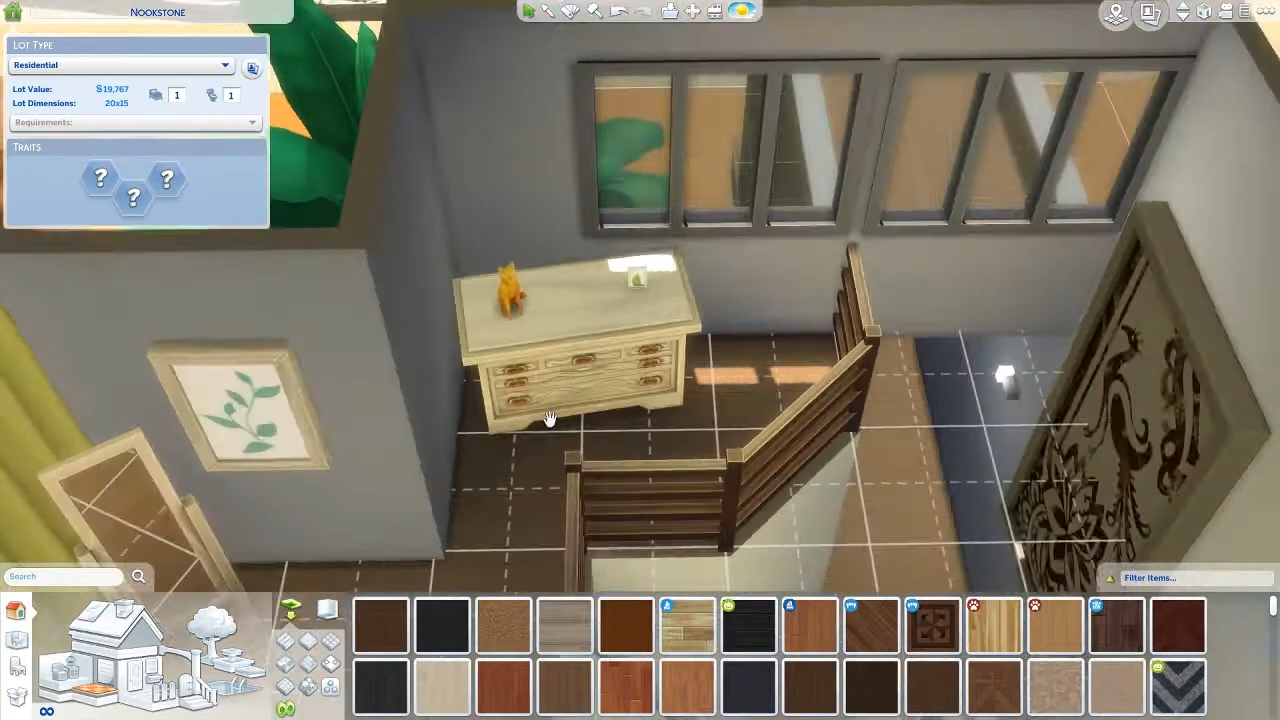 NOOKSTONE
LOT TYPE
Residential
Lot Value: §19,767
1
1
Lot Dimensions: 20x15
Requirements:
TRAITS
? ? ?
Search
Filter Items...